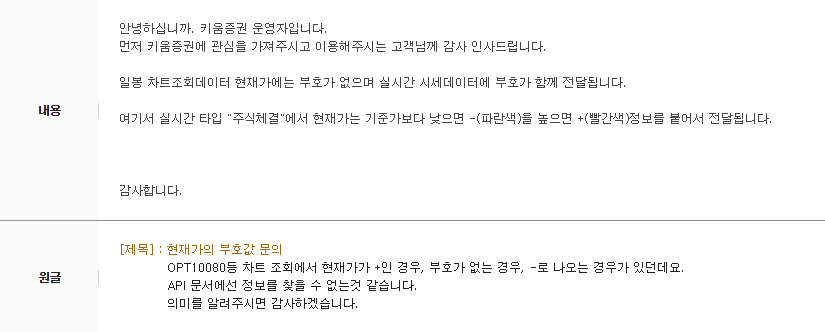 안녕하십니까. 키움증권 운영자입니다.
먼저 키움증권에 관심을 가져주시고 이용해주시는 고객님께 감사 인사드립니다.
일봉 차트조회데이터 현재가에는 부호가 없으며 실시간 시세데이터에 부호가 함께 전달됩니다.
내용
여기서 실시간 타입 "주식체결"에서 현재가는 기준가보다 낮으면 -(파란색)을 높으면 +(빨간색)정보를 붙어서 전달됩니다.
감사합니다.
[제목] : 현재가의 부호값 문의
OPT10080등 차트 조회에서 현재가가 +인 경우, 부호가 없는 경우, -로 나오는 경우가 있던데요.
원글
API 문서에선 정보를 찾을 수 없는것 같습니다.
의미를 알려주시면 감사하겠습니다.